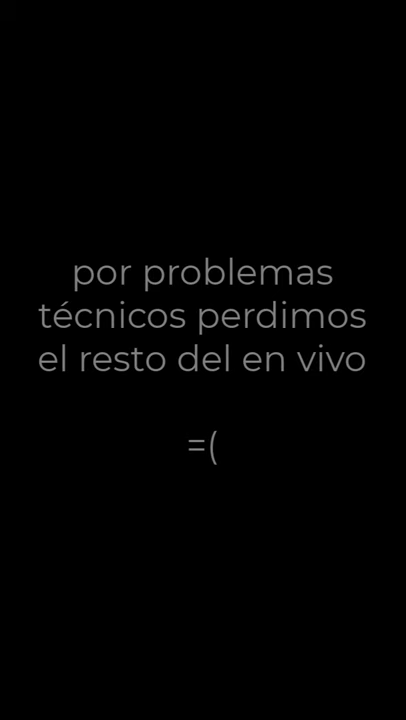 por problemas
técnicos perdimos
el resto del en vivo
=(